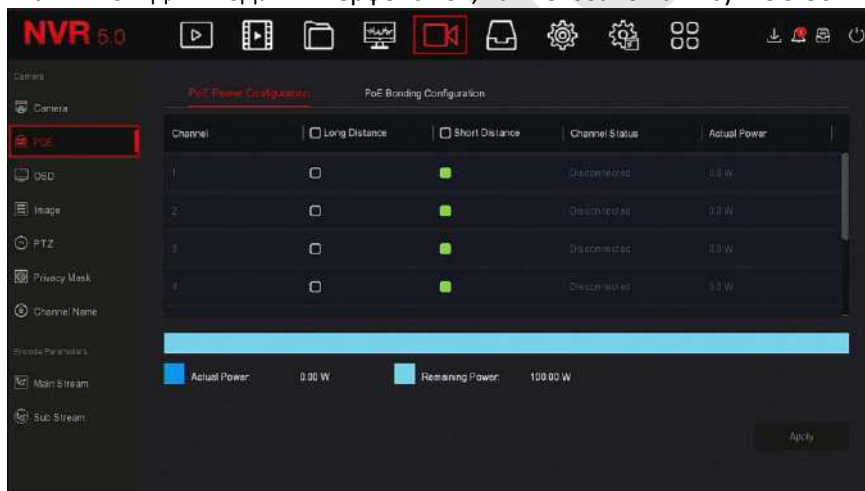 NVR 5.0
Camera
Camera
POE
OSD
Image
PTZ
Privacy Mask
Channel Name
Encode Parameters
Main Stream
Sub Stream
PoE Power Configuration
PoE Bonding Configuration
Channel Long Distance Short Distance Channel Status Actual Power
1 Disconnected 0.0 W
2 Disconnected 0.0 W
3 Disconnected 0.0 W
4 Disconnected 0.0 W
Actual Power: 0.00 W Remaining Power: 100.00 W
Apply